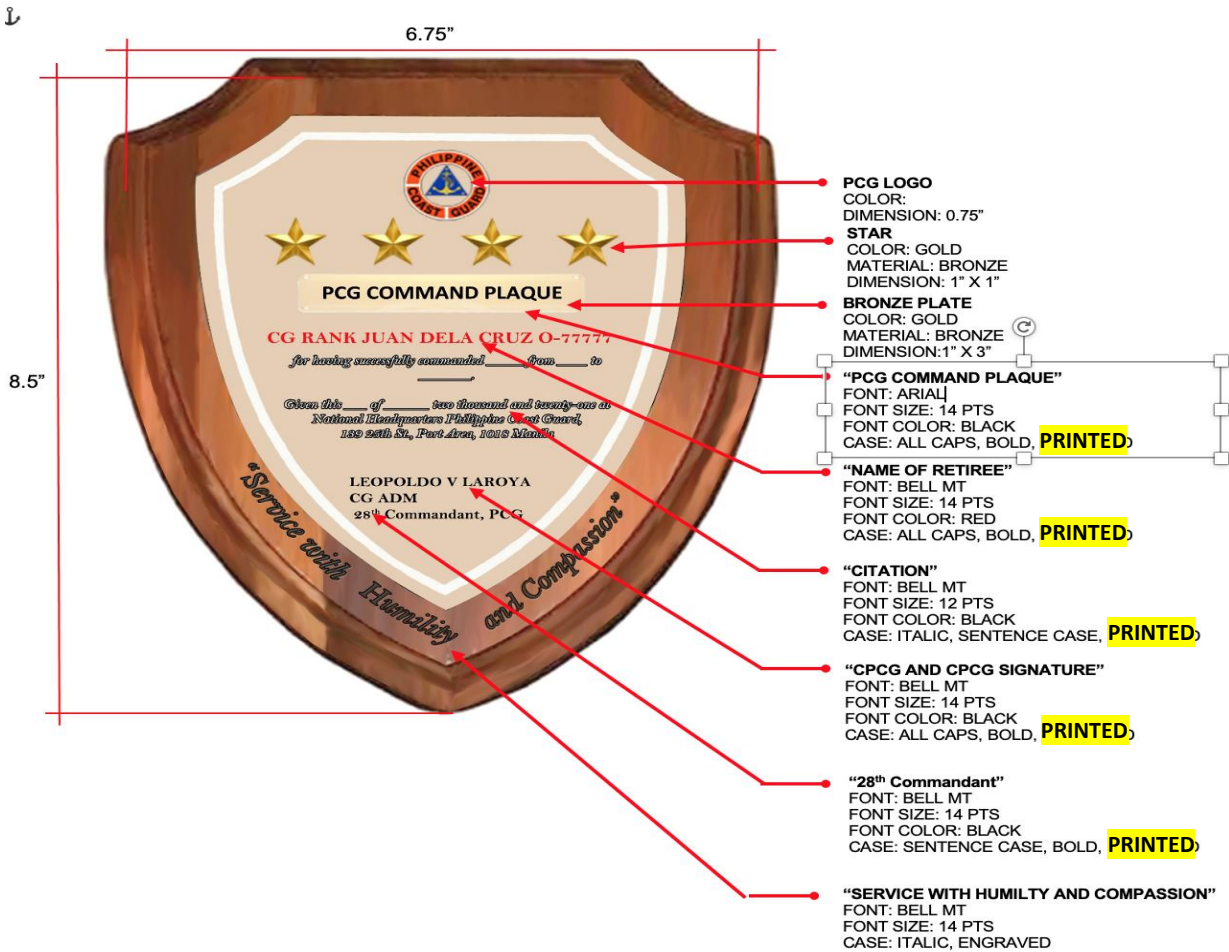 6.75”
8.5”
PHILIPPINE
COAST GUARD
PCG COMMAND PLAQUE
CG RANK JUAN DELA CRUZ O-77777
for having successfully commanded ______ from _____ to
________.
Given this ___ of ______ two thousand and twenty-one at
National Headquarters Philippine Coast Guard,
139 25th St., Port Area, 1018 Manila
LEOPOLDO V LAROYA
CG ADM
28th Commandant, PCG
“Service with Humility and Compassion”
PCG LOGO
COLOR:
DIMENSION: 0.75”
STAR
COLOR: GOLD
MATERIAL: BRONZE
DIMENSION: 1” X 1”
BRONZE PLATE
COLOR: GOLD
MATERIAL: BRONZE
DIMENSION:1” X 3”
“PCG COMMAND PLAQUE”
FONT: ARIAL
FONT SIZE: 14 PTS
FONT COLOR: BLACK
CASE: ALL CAPS, BOLD, PRINTED
“NAME OF RETIREE”
FONT: BELL MT
FONT SIZE: 14 PTS
FONT COLOR: RED
CASE: ALL CAPS, BOLD, PRINTED
“CITATION”
FONT: BELL MT
FONT SIZE: 12 PTS
FONT COLOR: BLACK
CASE: ITALIC, SENTENCE CASE, PRINTED
“CPCG AND CPCG SIGNATURE”
FONT: BELL MT
FONT SIZE: 14 PTS
FONT COLOR: BLACK
CASE: ALL CAPS, BOLD, PRINTED
“28th Commandant”
FONT: BELL MT
FONT SIZE: 14 PTS
FONT COLOR: BLACK
CASE: SENTENCE CASE, BOLD, PRINTED
“SERVICE WITH HUMILTY AND COMPASSION”
FONT: BELL MT
FONT SIZE: 14 PTS
CASE: ITALIC, ENGRAVED